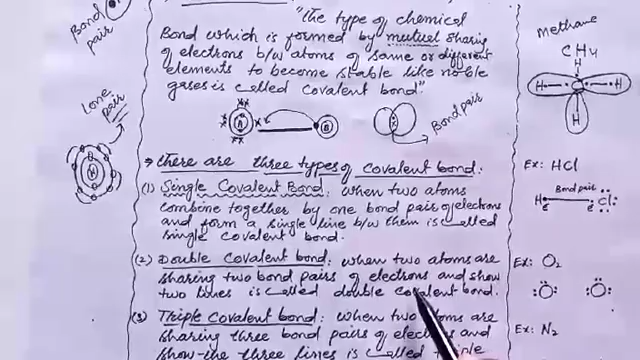 Bond
pair
"The type of chemical
Bond which is formed by mutual sharing
of electrons b/w atoms of same or different
elements to become stable like noble
gases is called covalent bond"
lone
pair
Bond pair
→ There are three types of covalent bond:
(1) Single Covalent Bond: when two atoms
combine together by one bond pair of electrons
and form a single line b/w them is called
single covalent bond.
(2) Double covalent bond: when two atoms are
sharing two bond pairs of electrons and show
two lines is called double covalent bond.
(3) Triple covalent bond: when two atoms are
sharing three bond pairs of and
show the three lines is called
Methane
CH4
H
H C H
H
Ex: HCl
Bond pair
H Cl
Ex: O2
O O
Ex: N2